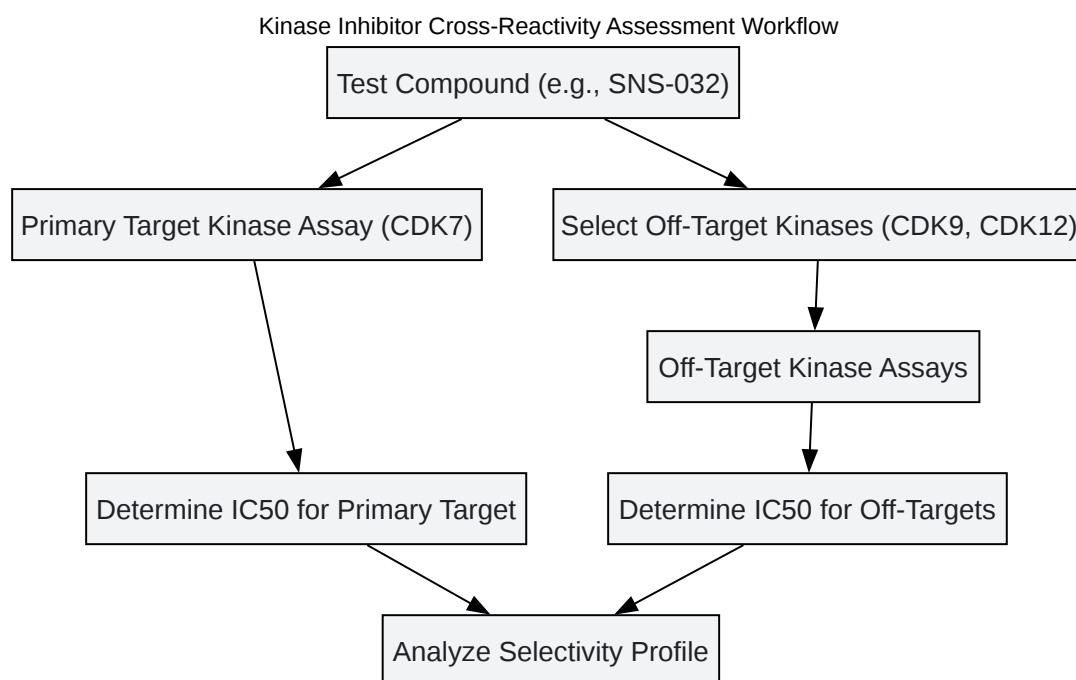 Kinase Inhibitor Cross-Reactivity Assessment Workflow
Test Compound (e.g., SNS-032)
Primary Target Kinase Assay (CDK7)
Select Off-Target Kinases (CDK9, CDK12)
Off-Target Kinase Assays
Determine IC50 for Primary Target
Determine IC50 for Off-Targets
Analyze Selectivity Profile